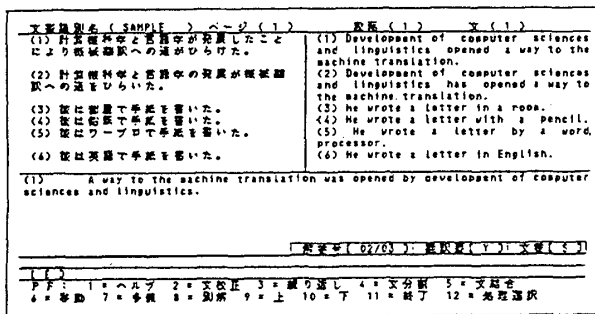 文書識別名 ( SAMPLE ) ページ ( 1 ) 段落 ( 1 ) 文 ( 1 )
(1) 計算機科学と言語学が発展したこと
により機械翻訳への道がひらけた。
(2) 計算機科学と言語学の発展が機械翻
訳への道をひらいた。
(3) 彼は部屋で手紙を書いた。
(4) 彼は鉛筆で手紙を書いた。
(5) 彼はワープロで手紙を書いた。
(6) 彼は英語で手紙を書いた。
(1) Development of computer sciences
and linguistics opened a way to the
machine translation.
(2) Development of computer sciences
and linguistics has opened a way to
the machine translation.
(3) He wrote a letter in a room.
(4) He wrote a letter with a pencil.
(5) He wrote a letter by a word
processor.
(6) He wrote a letter in English.
(1) A way to the machine translation was opened by development of computer
sciences and linguistics.
( 02/03 ): 翻訳要( Y ): 文種( S )
( E )
PF: 1 = ヘルプ 2 = 文校正 3 = 繰り返し 4 = 文分割 5 = 文結合
6 = 移動 7 = 多候 8 = 別解 9 = 上 10 = 下 11 = 終了 12 = 処理選択